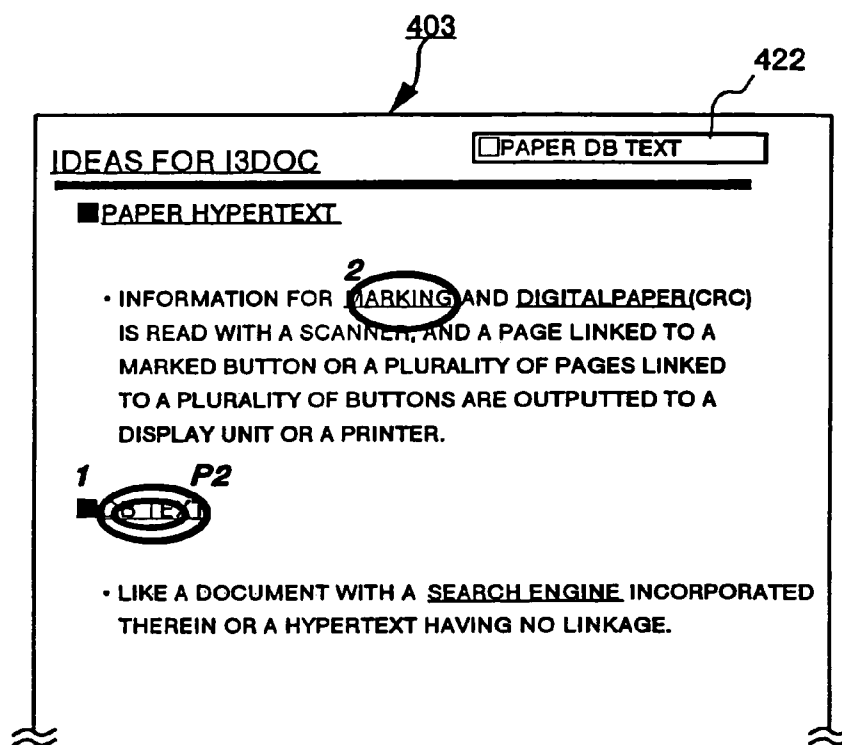 403
422
IDEAS FOR I3DOC
PAPER DB TEXT
PAPER HYPERTEXT
2
• INFORMATION FOR MARKING AND DIGITALPAPER(CRC)
IS READ WITH A SCANNER, AND A PAGE LINKED TO A
MARKED BUTTON OR A PLURALITY OF PAGES LINKED
TO A PLURALITY OF BUTTONS ARE OUTPUTTED TO A
DISPLAY UNIT OR A PRINTER.
1 P2
DB TEXT
• LIKE A DOCUMENT WITH A SEARCH ENGINE INCORPORATED
THEREIN OR A HYPERTEXT HAVING NO LINKAGE.